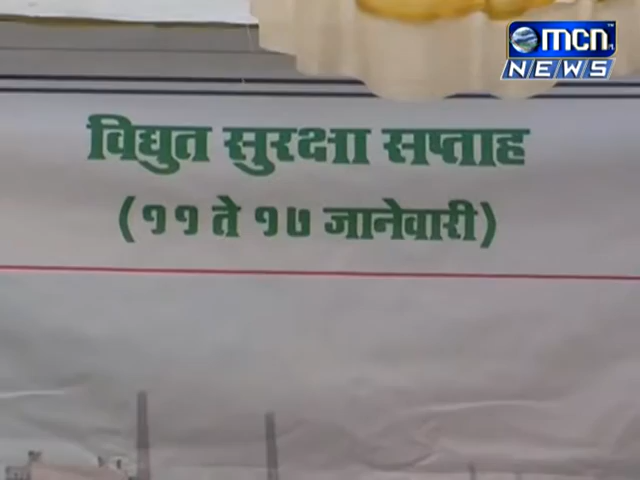 mcn
NEWS
विद्युत सुरक्षा सप्ताह
(११ ते १७ जानेवारी)